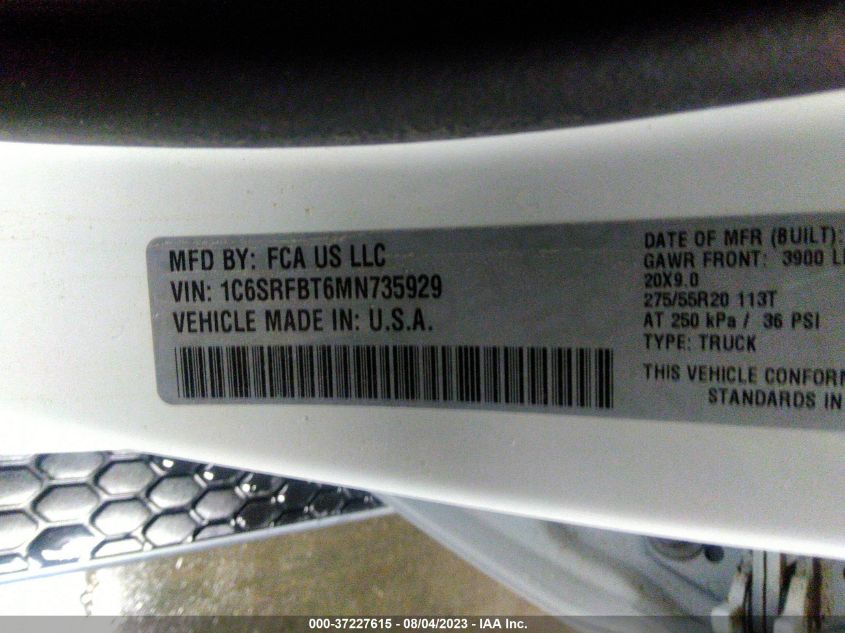 MFD BY: FCA US LLC
VIN: 1C6SRFBT6MN735929
VEHICLE MADE IN: U.S.A.
DATE OF MFR (BUILT):
GAWR FRONT: 3900
20X9.0
275/55R20 113T
AT 250 kPa / 36 PSI
TYPE: TRUCK
THIS VEHICLE
STANDARDS IN
000-37227615 - 08/04/2023 - IAA Inc.